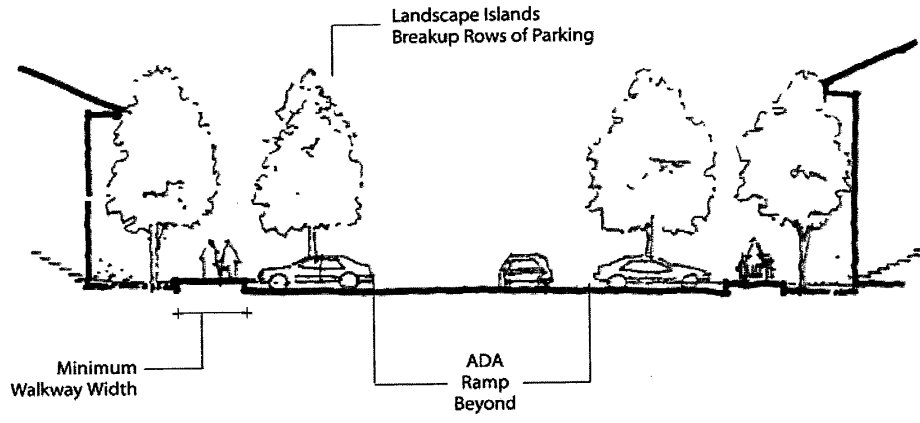 Landscape Islands
Breakup Rows of Parking
Minimum
Walkway Width
ADA
Ramp
Beyond